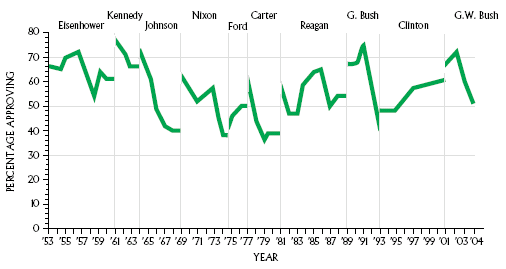 Kennedy Nixon Carter G. Bush G.W. Bush
Eisenhower Johnson Ford Reagan Clinton
80
70
60
50
40
30
20
10
0
PERCENTAGE APPROVING
'53 '55 '57 '59 '61 '63 '65 '67 '69 '71 '73 '75 '77 '79 '81 '83 '85 '87 '89 '91 '93 '95 '97 '99 '01 '03 '04
YEAR